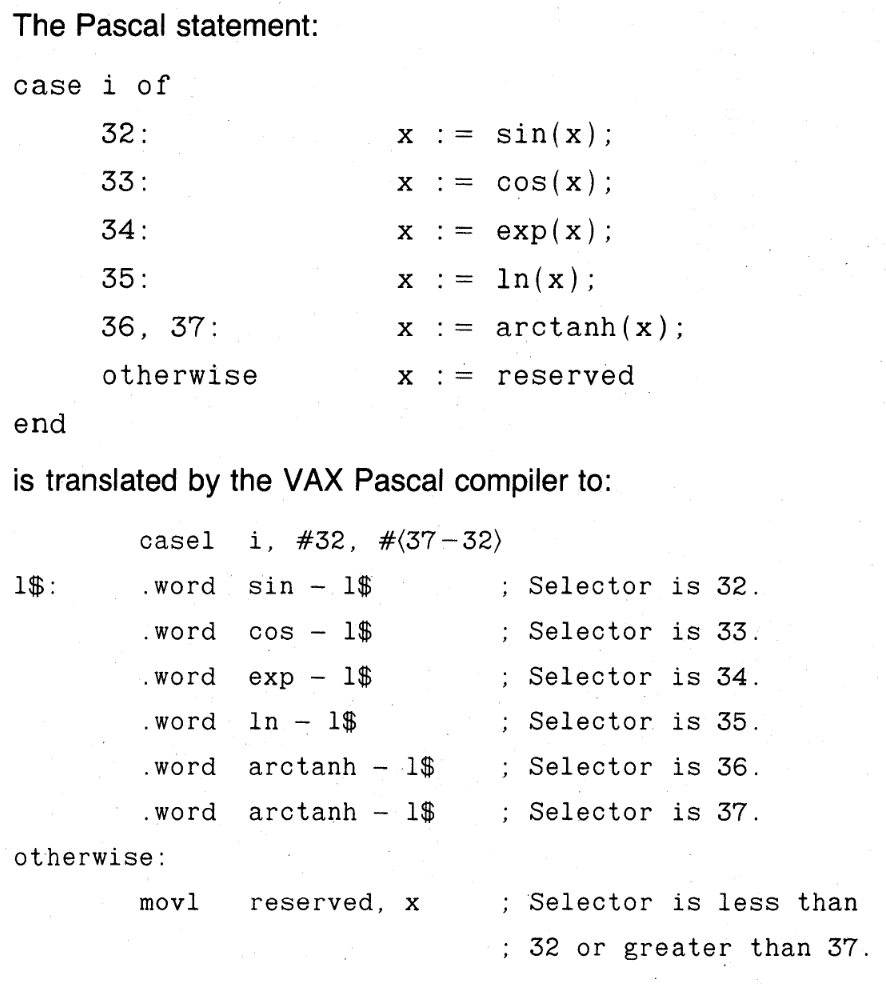 The Pascal statement:
case i of
32: x := sin(x);
33: x := cos(x);
34: x := exp(x);
35: x := ln(x);
36, 37: x := arctanh(x);
otherwise x := reserved
end
is translated by the VAX Pascal compiler to:
casel i, #32, #⟨37-32⟩
1$: .word sin - 1$ ; Selector is 32.
.word cos - 1$ ; Selector is 33.
.word exp - 1$ ; Selector is 34.
.word ln - 1$ ; Selector is 35.
.word arctanh - 1$ ; Selector is 36.
.word arctanh - 1$ ; Selector is 37.
otherwise:
movl reserved, x ; Selector is less than
; 32 or greater than 37.